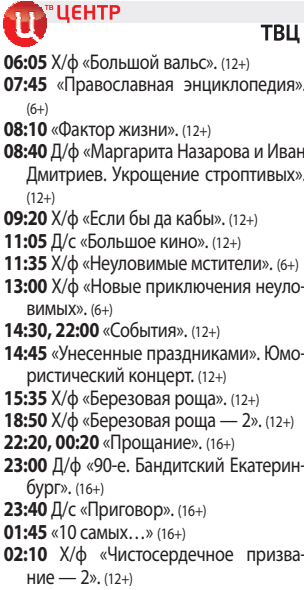 ТВ ЦЕНТР
ТВЦ
06:05 Х/ф «Большой вальс». (12+)
07:45 «Православная энциклопедия».
(6+)
08:10 «Фактор жизни». (12+)
08:40 Д/ф «Маргарита Назарова и Иван
Дмитриев. Укрощение строптивых».
(12+)
09:20 Х/ф «Если бы да кабы». (12+)
11:05 Д/с «Большое кино». (12+)
11:35 Х/ф «Неуловимые мстители». (6+)
13:00 Х/ф «Новые приключения неуло-
вимых». (6+)
14:30, 22:00 «События». (12+)
14:45 «Унесенные праздниками». Юмо-
ристический концерт. (12+)
15:35 Х/ф «Березовая роща». (12+)
18:50 Х/ф «Березовая роща — 2». (12+)
22:20, 00:20 «Прощание». (16+)
23:00 Д/ф «90-е. Бандитский Екатерин-
бург». (16+)
23:40 Д/с «Приговор». (16+)
01:45 «10 самых…» (16+)
02:10 Х/ф «Чистосердечное призва-
ние — 2». (12+)